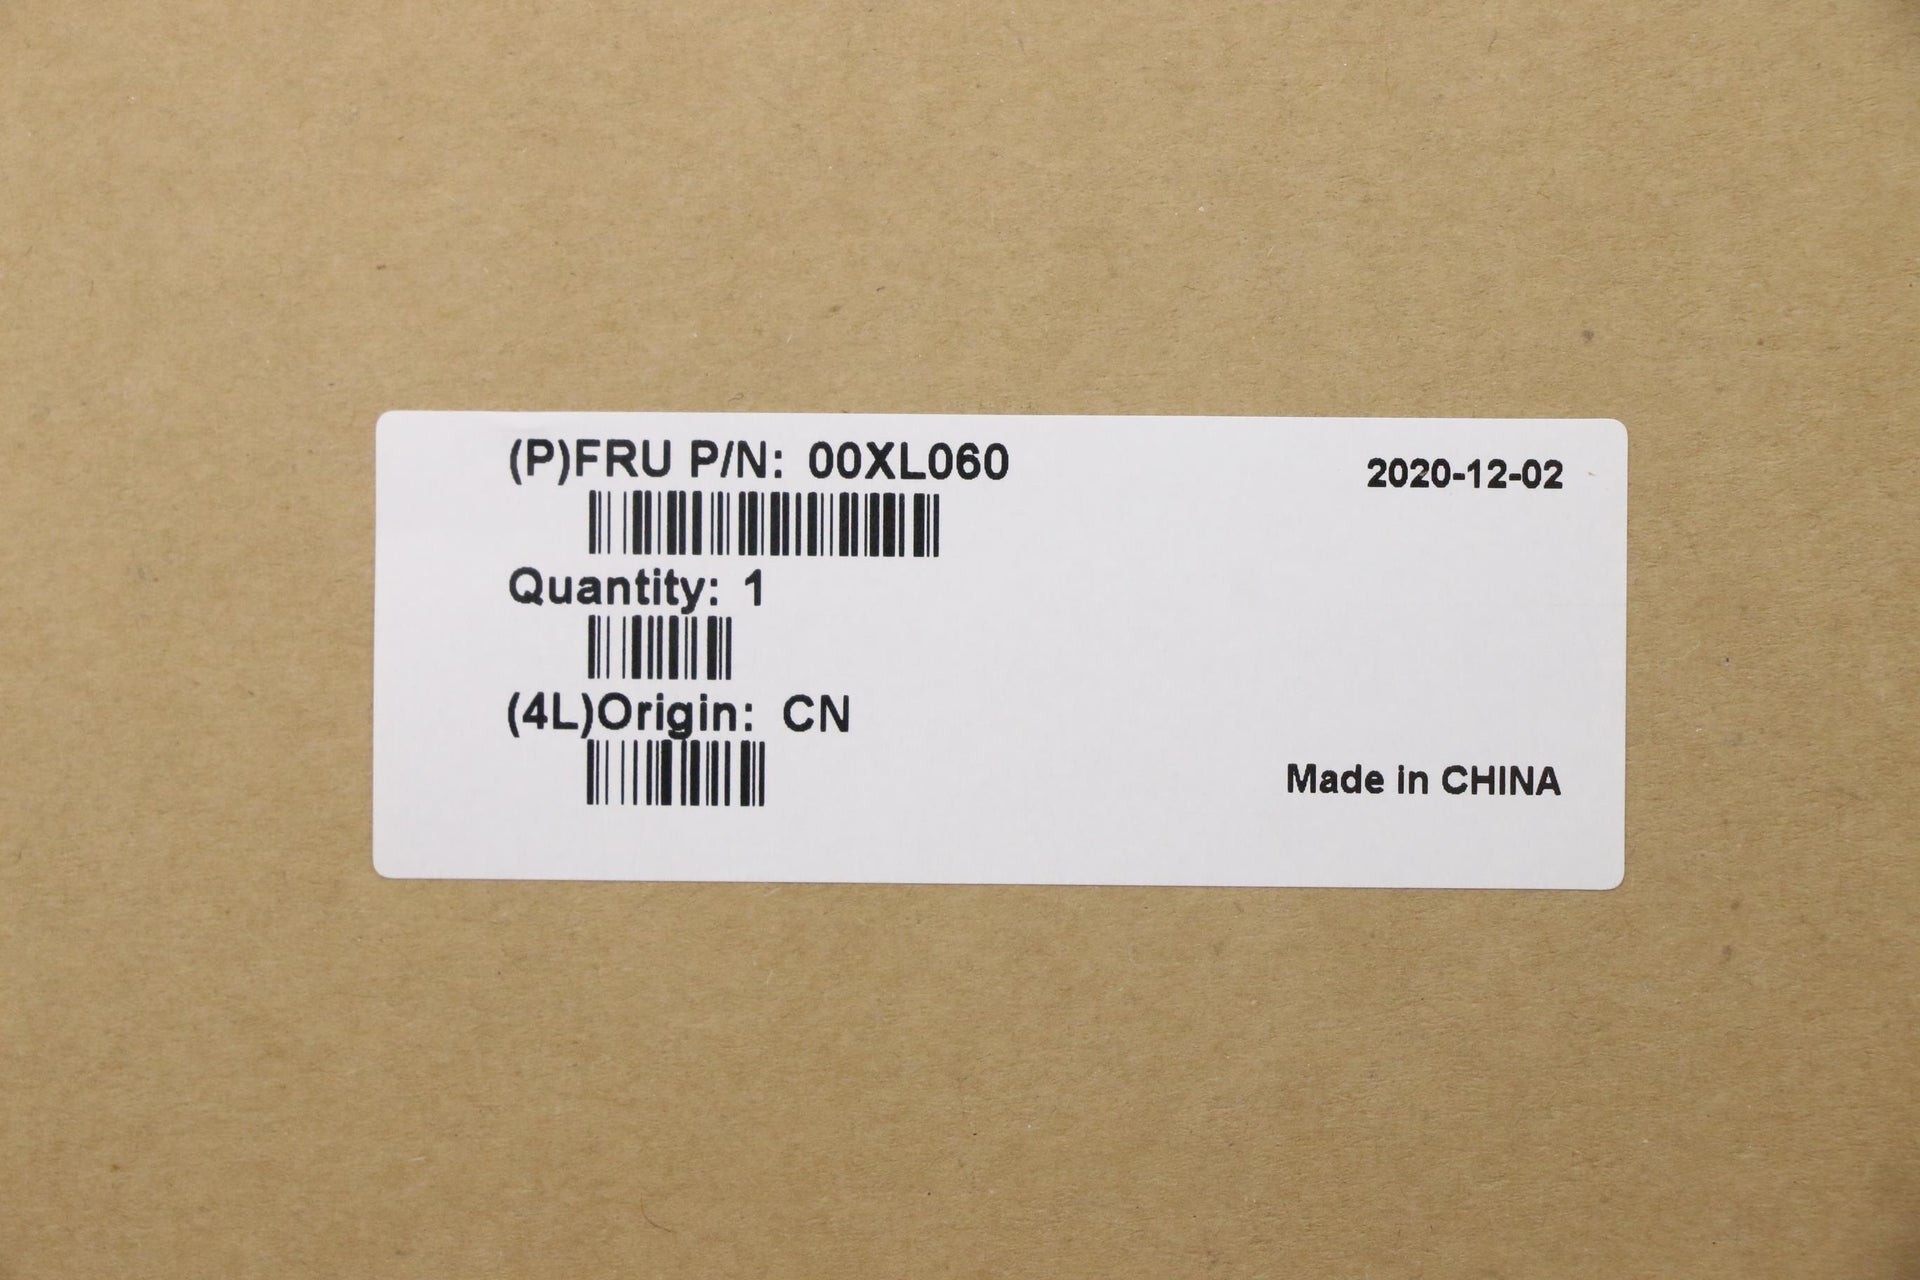 (P)FRU P/N: 00XL060
2020-12-02
Quantity: 1
(4L)Origin: CN
Made in CHINA